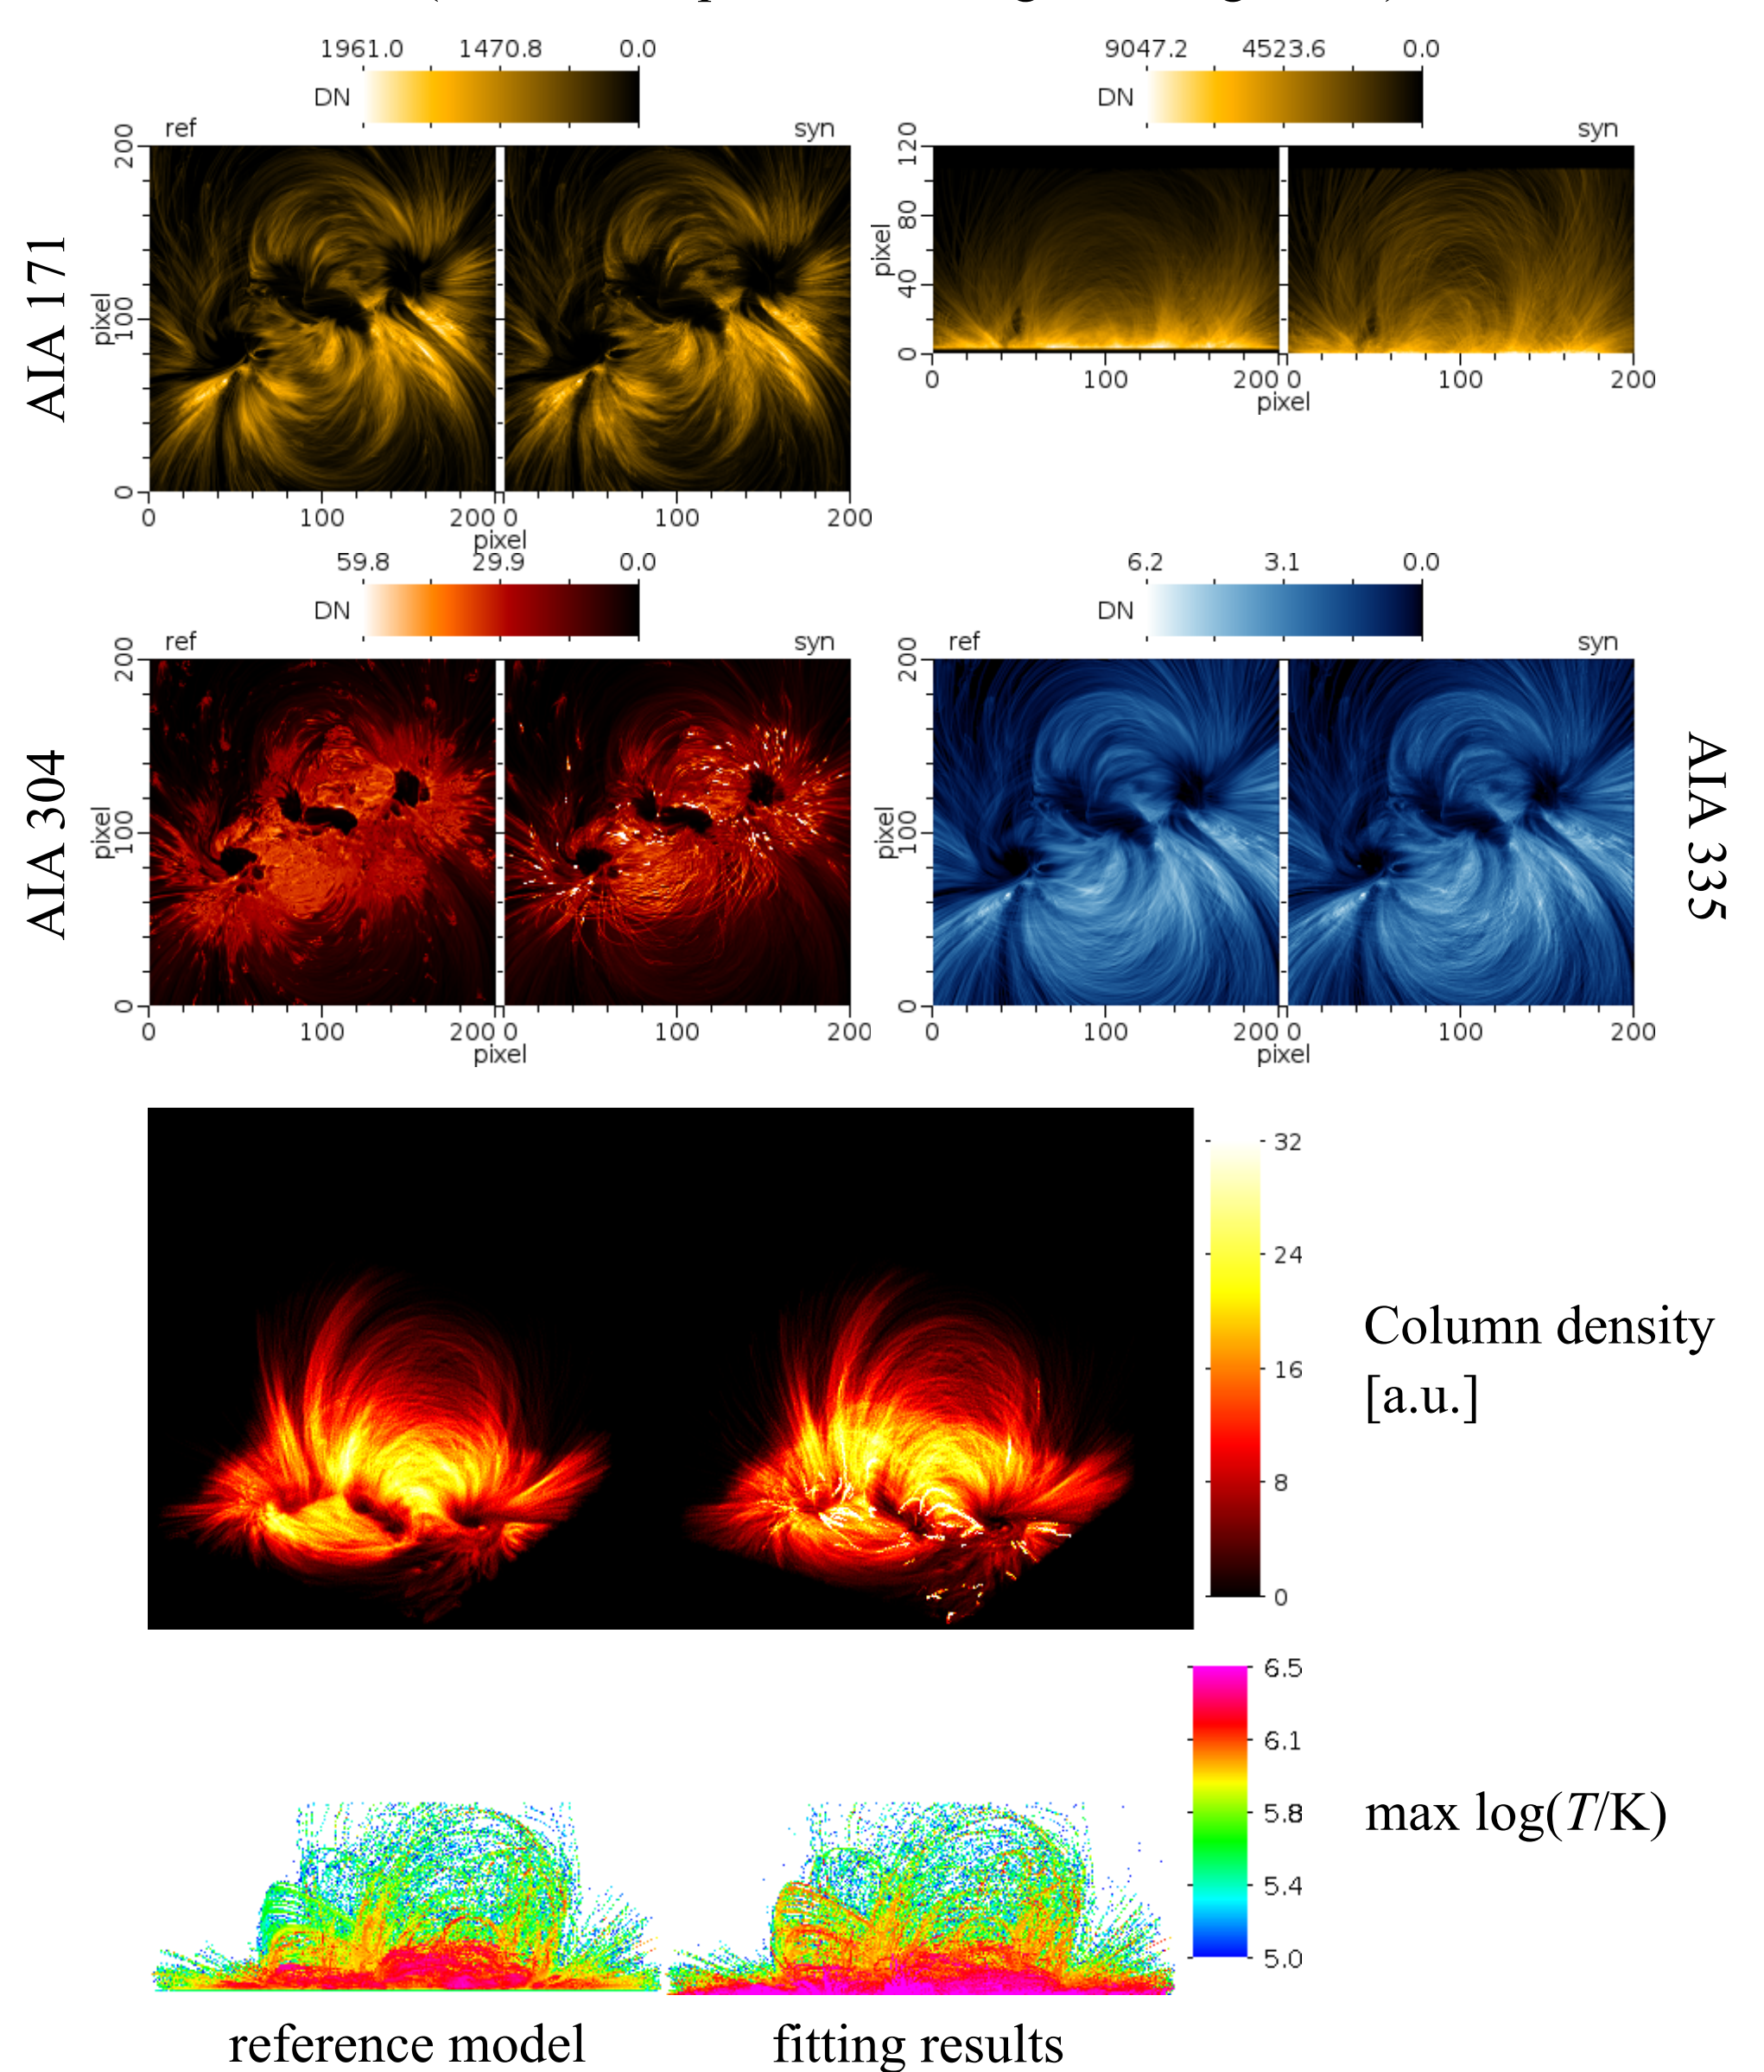 1961.0 1470.8 0.0
DN
ref syn
AIA 171
200
100
0
pixel
0 100 200 0 100 200
pixel
9047.2 4523.6 0.0
DN
syn
120
80
40
0
pixel
0 100 200 0 100 200
pixel
59.8 29.9 0.0
DN
ref syn
AIA 304
200
100
0
pixel
0 100 200 0 100 200
pixel
6.2 3.1 0.0
DN
ref syn
AIA 335
200
100
0
pixel
0 100 200 0 100 200
pixel
32
24
16
8
0
Column density
[a.u.]
6.5
6.1
5.8
5.4
5.0
max log(T/K)
reference model fitting results